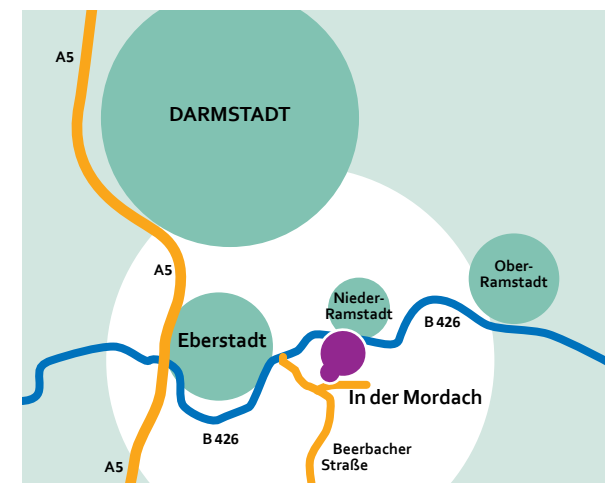 A5
DARMSTADT
A5
Ober-
Ramstadt
Nieder-
Ramstadt
B 426
Eberstadt
In der Mordach
B 426
Beerbacher
Straße
A5